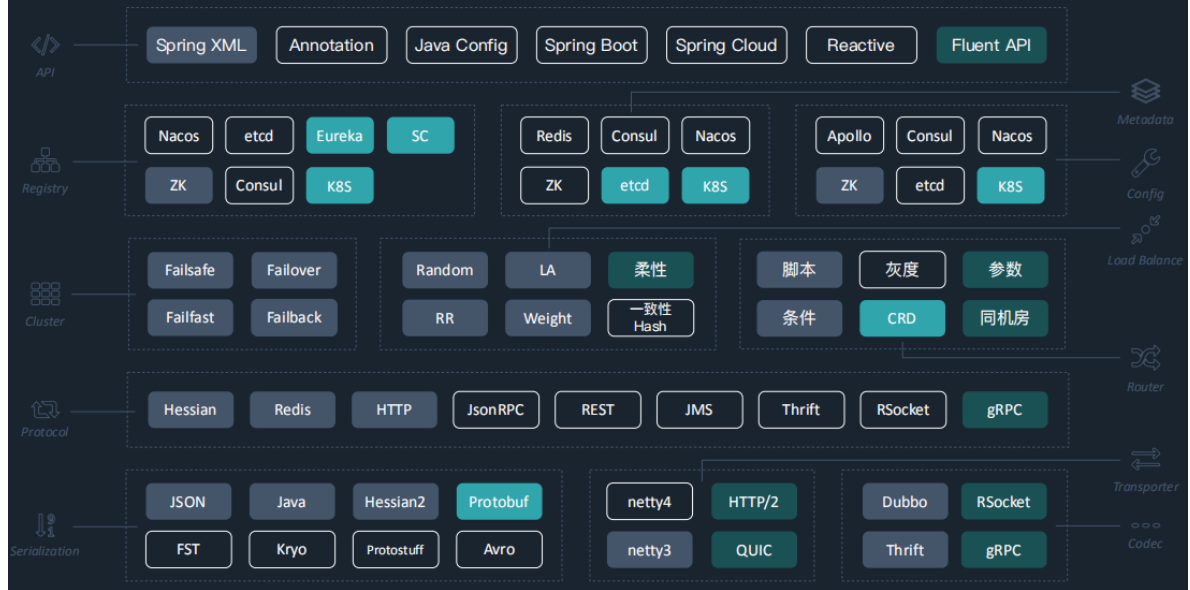 API
Spring XML
Annotation
Java Config
Spring Boot
Spring Cloud
Reactive
Fluent API
Metadata
Registry
Nacos
etcd
Eureka
SC
ZK
Consul
K8S
Redis
Consul
Nacos
ZK
etcd
K8S
Apollo
Consul
Nacos
ZK
etcd
K8S
Config
Load Balance
Cluster
Failsafe
Failover
Failfast
Failback
Random
LA
柔性
RR
Weight
一致性
Hash
脚本
灰度
参数
条件
CRD
同机房
Router
Protocol
Hessian
Redis
HTTP
JsonRPC
REST
JMS
Thrift
RSocket
gRPC
Transporter
Serialization
9
1
JSON
Java
Hessian2
Protobuf
FST
Kryo
Protostuff
Avro
netty4
HTTP/2
netty3
QUIC
Dubbo
RSocket
Thrift
gRPC
Codec